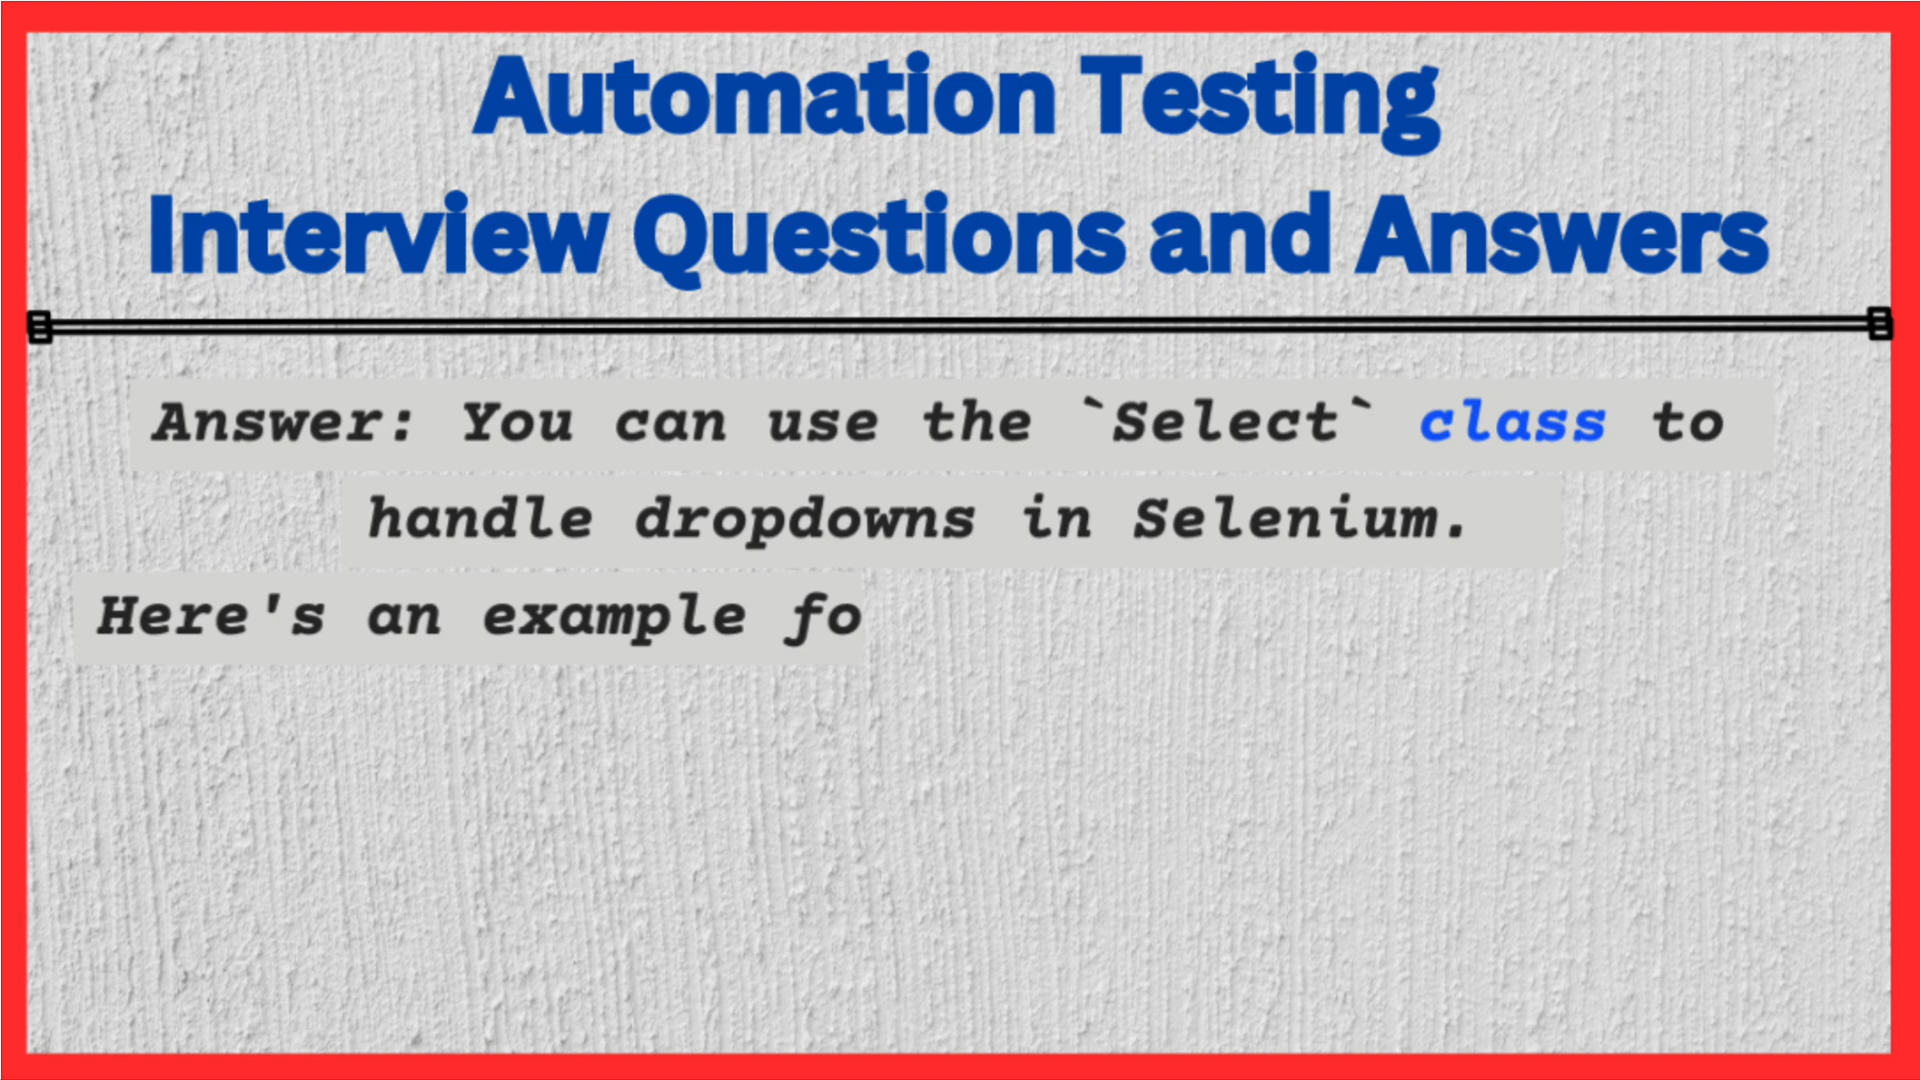 Automation Testing
Interview Questions and Answers
Answer: You can use the `Select` class to
handle dropdowns in Selenium.
Here's an example fo